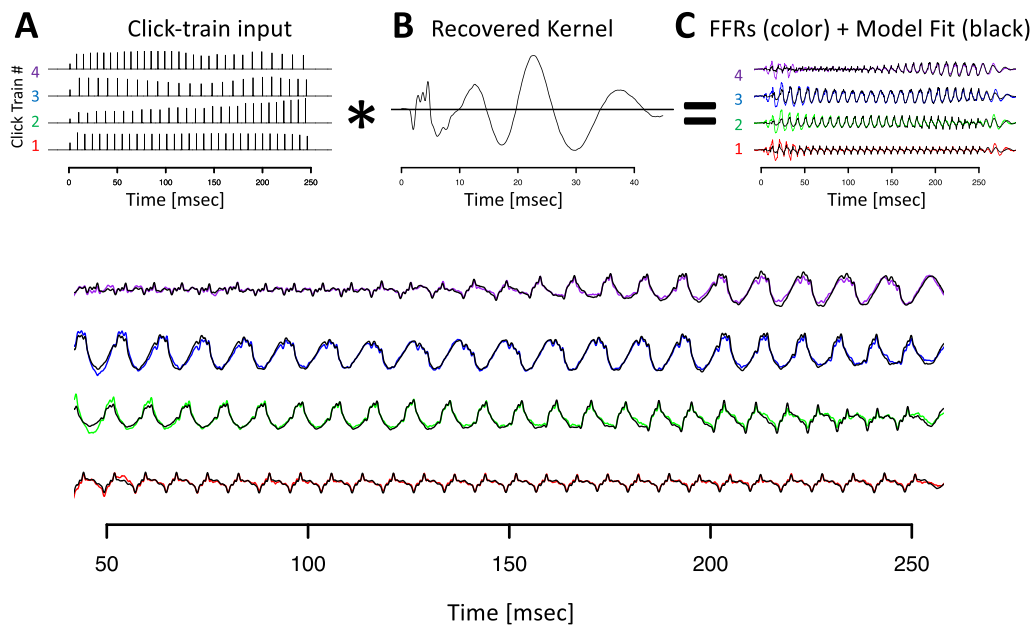 A Click-train input
B Recovered Kernel
C FFRs (color) + Model Fit (black)
Click Train #
4
3
2
1
*
=
4
3
2
1
0 50 100 150 200 250
Time [msec]
0 10 20 30 40
Time [msec]
0 50 100 150 200 250
Time [msec]
50 100 150 200 250
Time [msec]